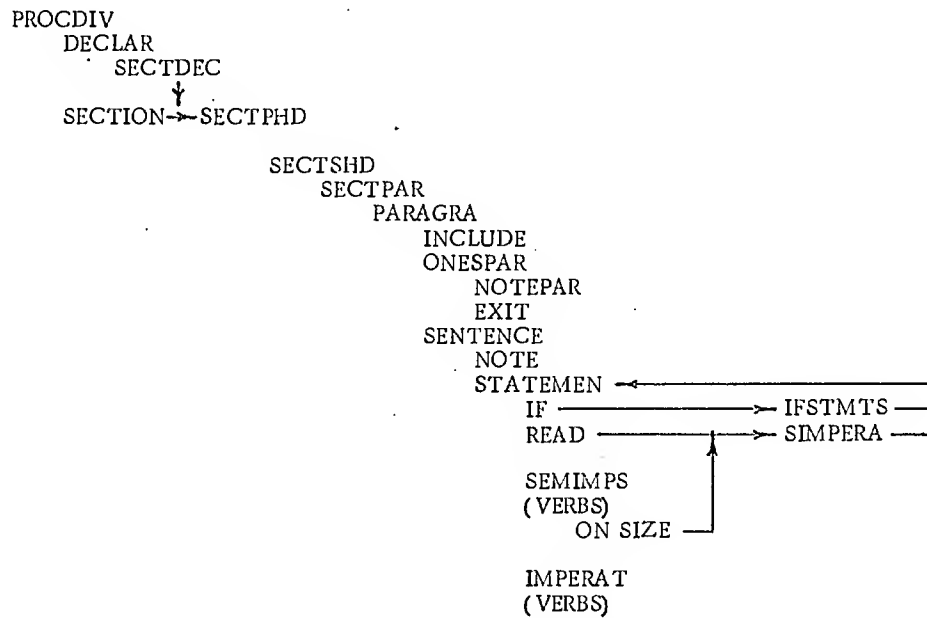 PROCDIV
DECLAR
SECTDEC
SECTION SECTPHD
SECTSHD
SECTPAR
PARAGRA
INCLUDE
ONESPAR
NOTEPAR
EXIT
SENTENCE
NOTE
STATEMEN
IF IFSTMTS
READ SIMPERA
SEMIMPS
(VERBS)
ON SIZE
IMPERAT
(VERBS)